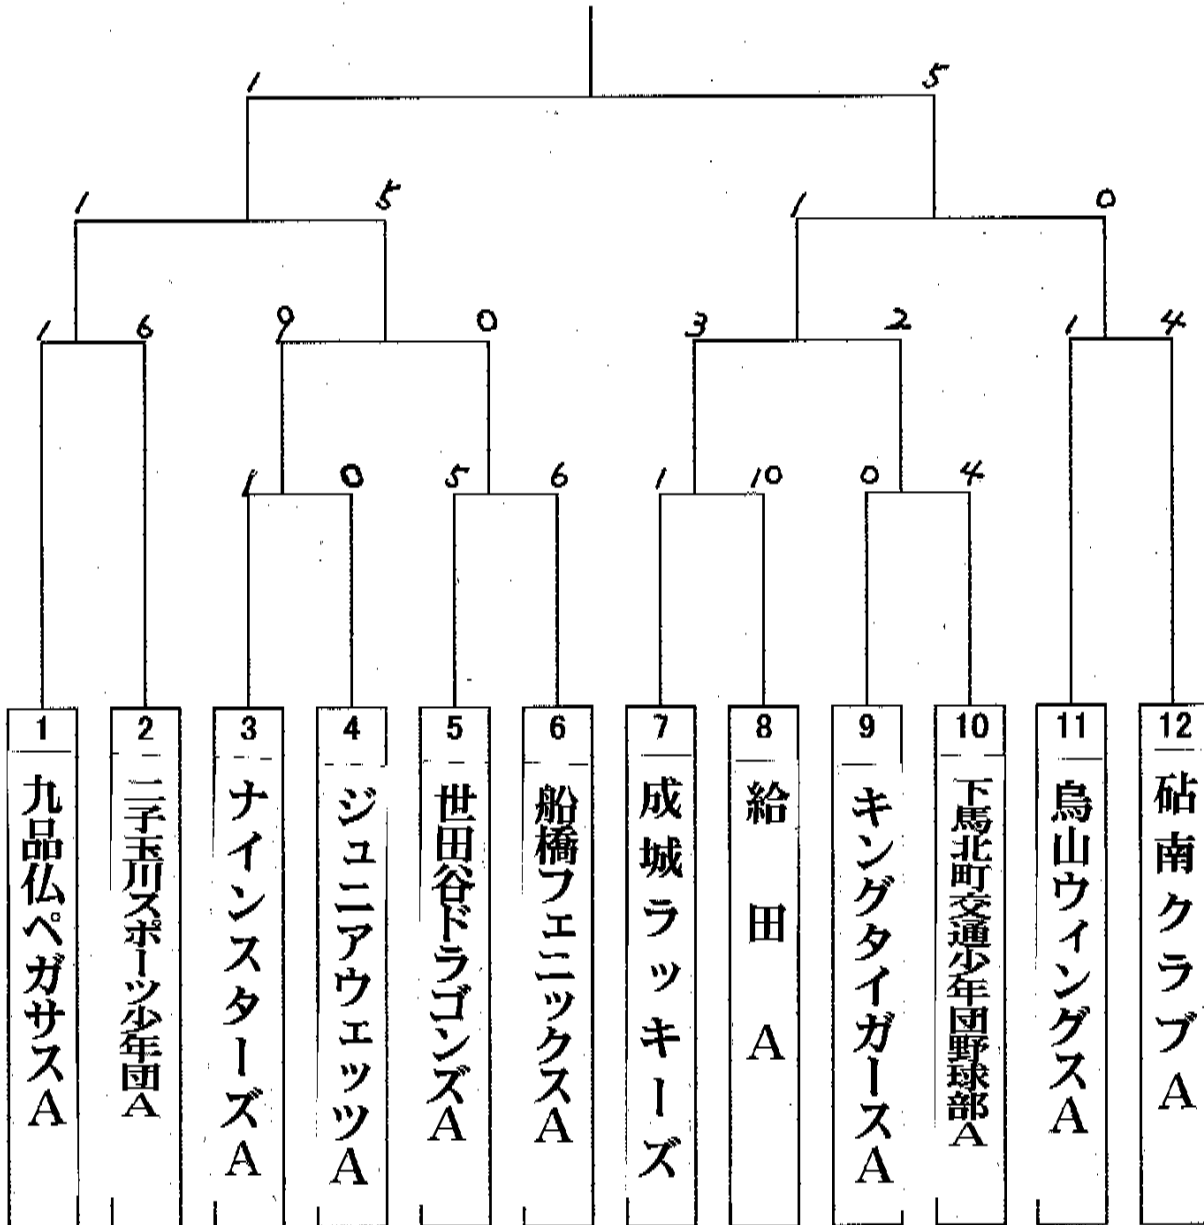 1 5
1 5 1 0
1 6 9 0 3 2 1 4
1 0 5 6 1 10 0 4
1 2 3 4 5 6 7 8 9 10 11 12
九品仏ペガサスA
二子玉川スポーツ少年団A
ナインスターズA
ジュニアウェッツA
世田谷ドラゴンズA
船橋フェニックスA
成城ラッキーズ
給田A
キングタイガースA
下馬北町交通少年団野球部A
烏山ウィングスA
砧南クラブA